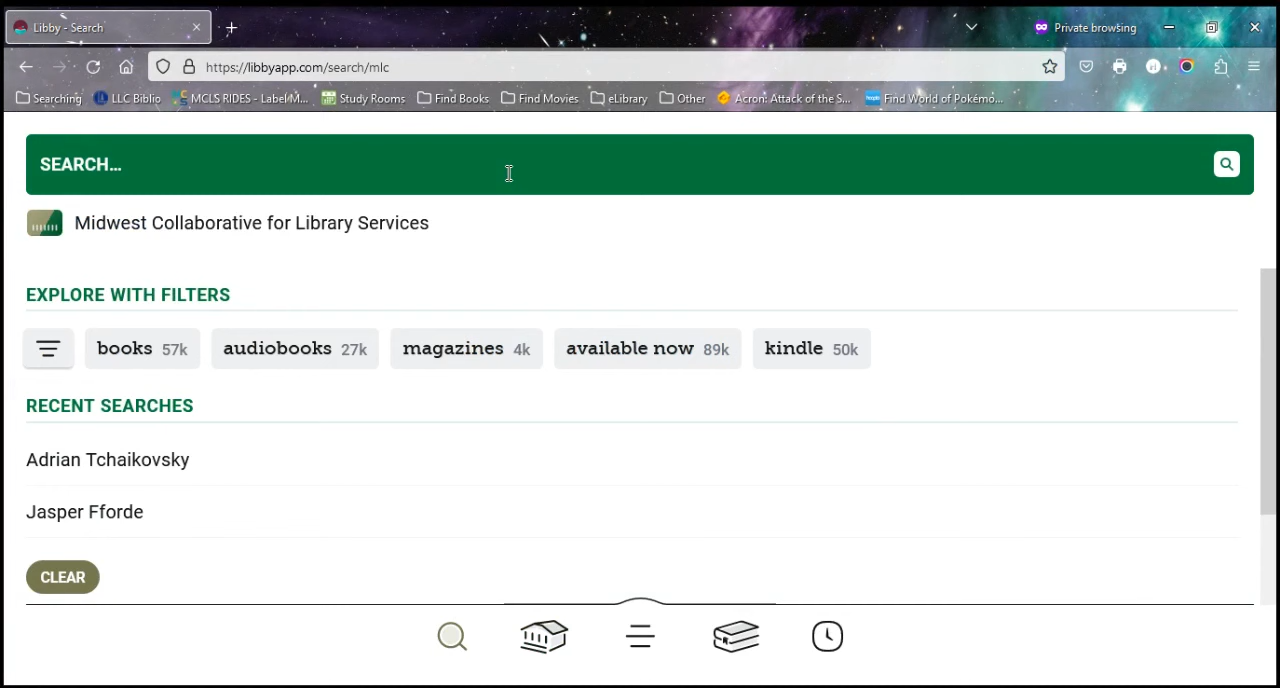 Libby - Search
Private browsing
https://libbyapp.com/search/mlc
Searching LLC Biblio MCLS RIDES - Label M... Study Rooms Find Books Find Movies eLibrary Other Acron: Attack of the S... Find World of Pokémo...
SEARCH...
Midwest Collaborative for Library Services
EXPLORE WITH FILTERS
books 57k audiobooks 27k magazines 4k available now 89k kindle 50k
RECENT SEARCHES
Adrian Tchaikovsky
Jasper Fforde
CLEAR